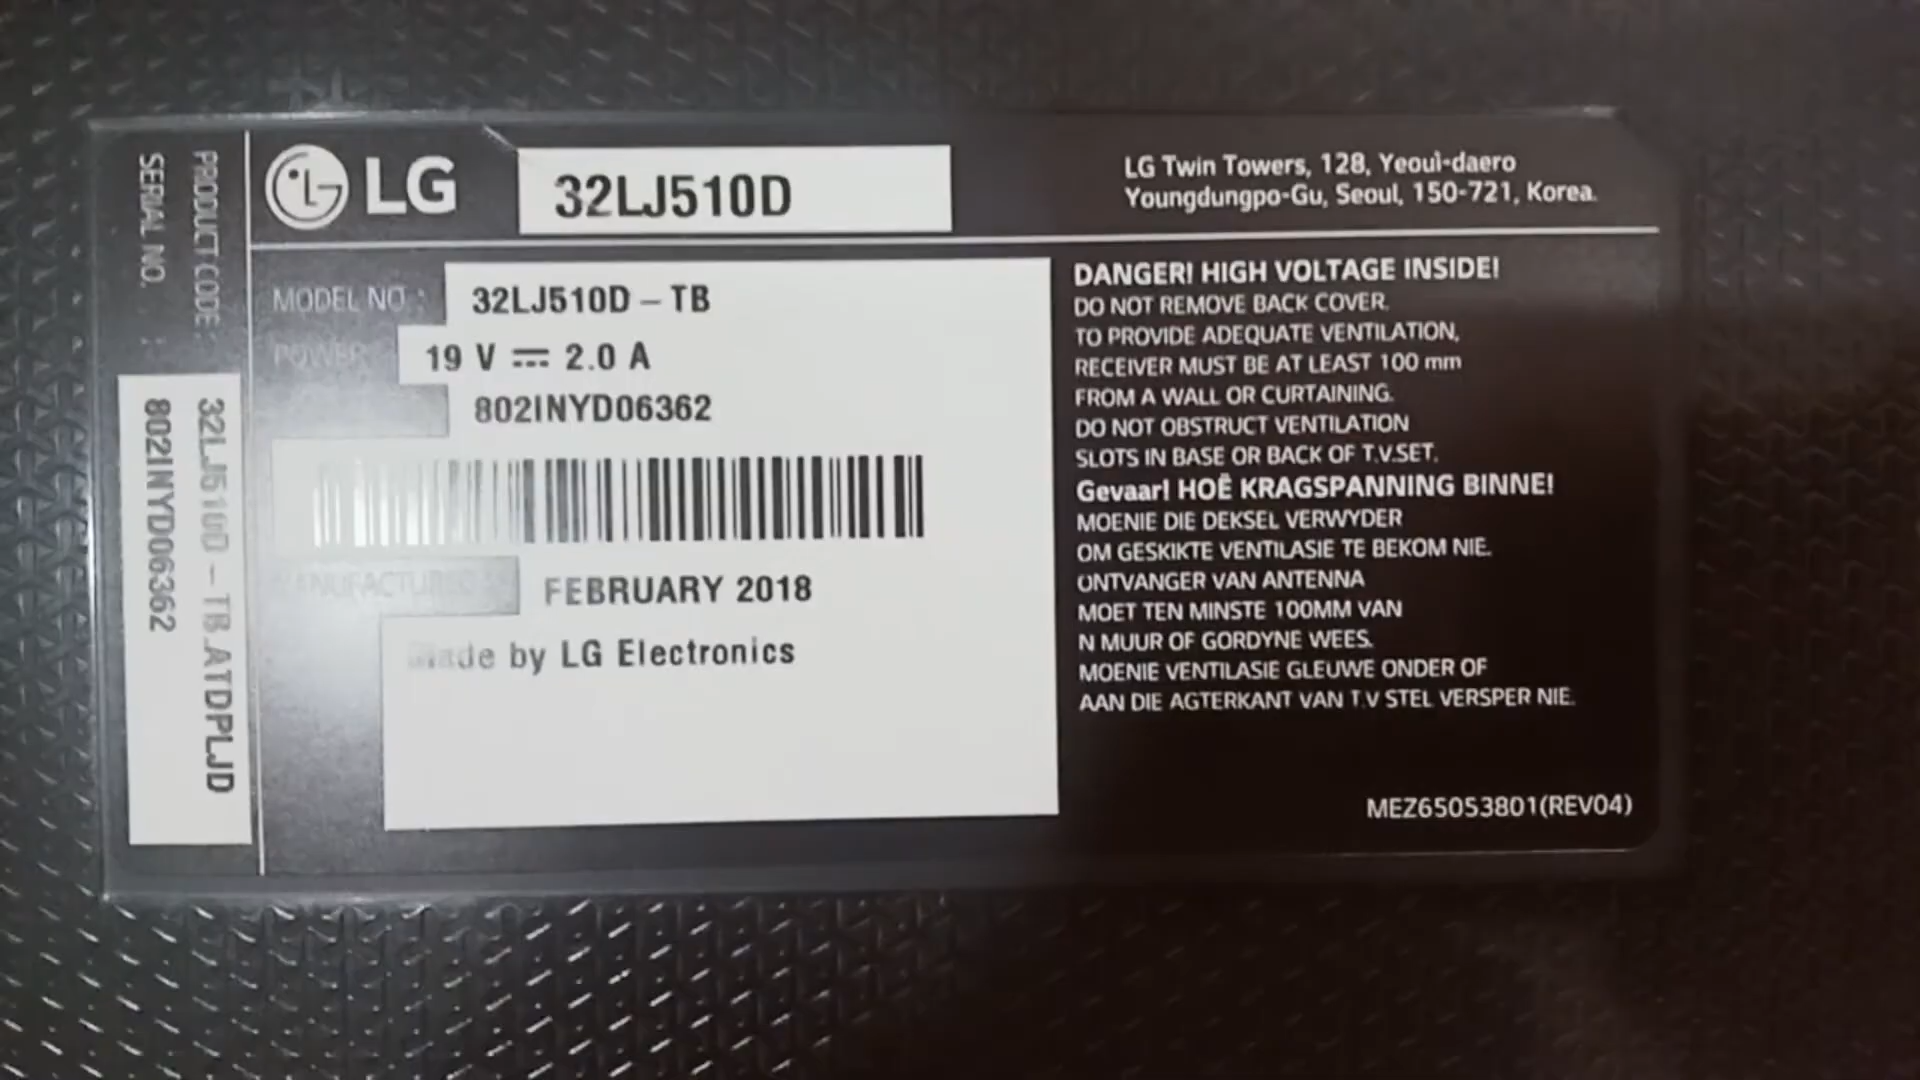 PRODUCT CODE :
SERIAL NO. :
32LJ510D - TB.ATDPLJD
802INYD06362
LG
32LJ510D
LG Twin Towers, 128, Yeoui-daero
Youngdungpo-Gu, Seoul, 150-721, Korea.
MODEL NO. : 32LJ510D - TB
POWER 19 V ⎓ 2.0 A
802INYD06362
MANUFACTURED FEBRUARY 2018
Made by LG Electronics
DANGER! HIGH VOLTAGE INSIDE!
DO NOT REMOVE BACK COVER.
TO PROVIDE ADEQUATE VENTILATION,
RECEIVER MUST BE AT LEAST 100 mm
FROM A WALL OR CURTAINING.
DO NOT OBSTRUCT VENTILATION
SLOTS IN BASE OR BACK OF T.V.SET.
Gevaar! HOË KRAGSPANNING BINNE!
MOENIE DIE DEKSEL VERWYDER
OM GESKIKTE VENTILASIE TE BEKOM NIE.
ONTVANGER VAN ANTENNA
MOET TEN MINSTE 100MM VAN
N MUUR OF GORDYNE WEES.
MOENIE VENTILASIE GLEUWE ONDER OF
AAN DIE AGTERKANT VAN T.V STEL VERSPER NIE.
MEZ65053801(REV04)